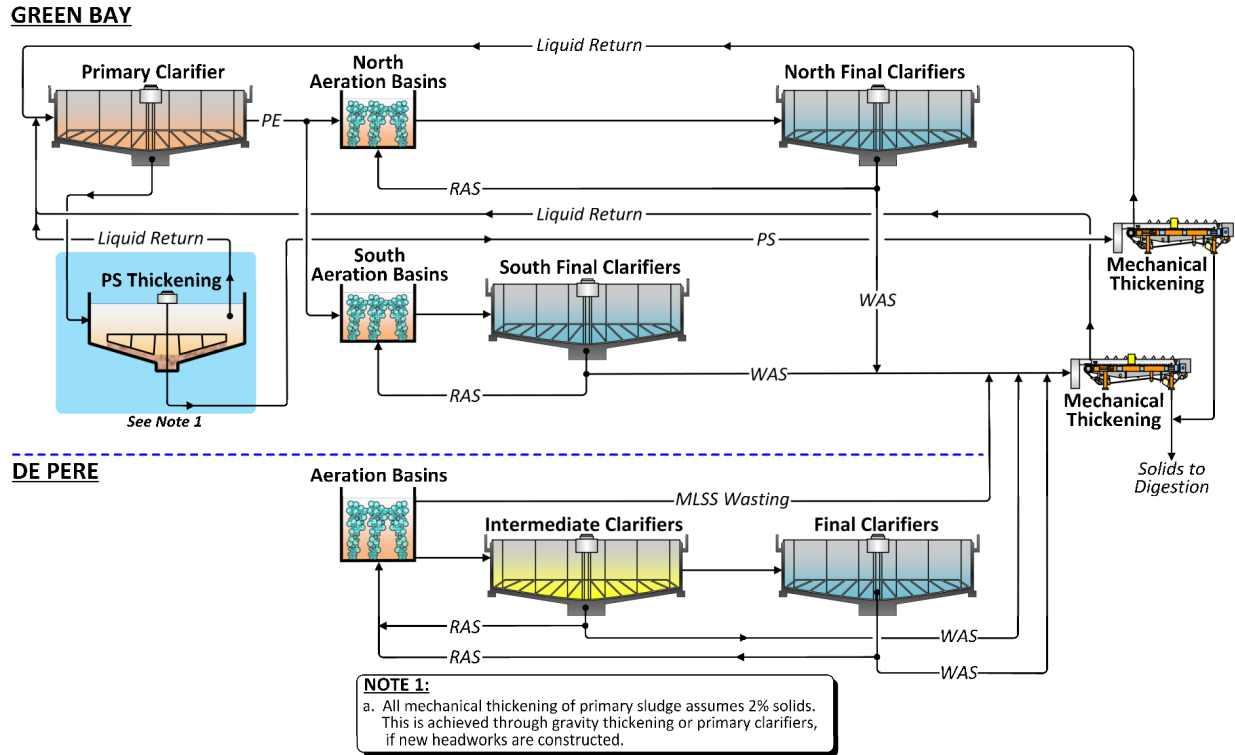 GREEN BAY
Liquid Return
Primary Clarifier
North
Aeration Basins
North Final Clarifiers
PE
RAS
Liquid Return
Liquid Return
PS
PS Thickening
South
Aeration Basins
South Final Clarifiers
Mechanical
Thickening
WAS
WAS
RAS
Mechanical
Thickening
See Note 1
DE PERE
Aeration Basins
Solids to
Digestion
MLSS Wasting
Intermediate Clarifiers
Final Clarifiers
RAS
WAS
RAS
WAS
NOTE 1:
a. All mechanical thickening of primary sludge assumes 2% solids.
This is achieved through gravity thickening or primary clarifiers,
if new headworks are constructed.